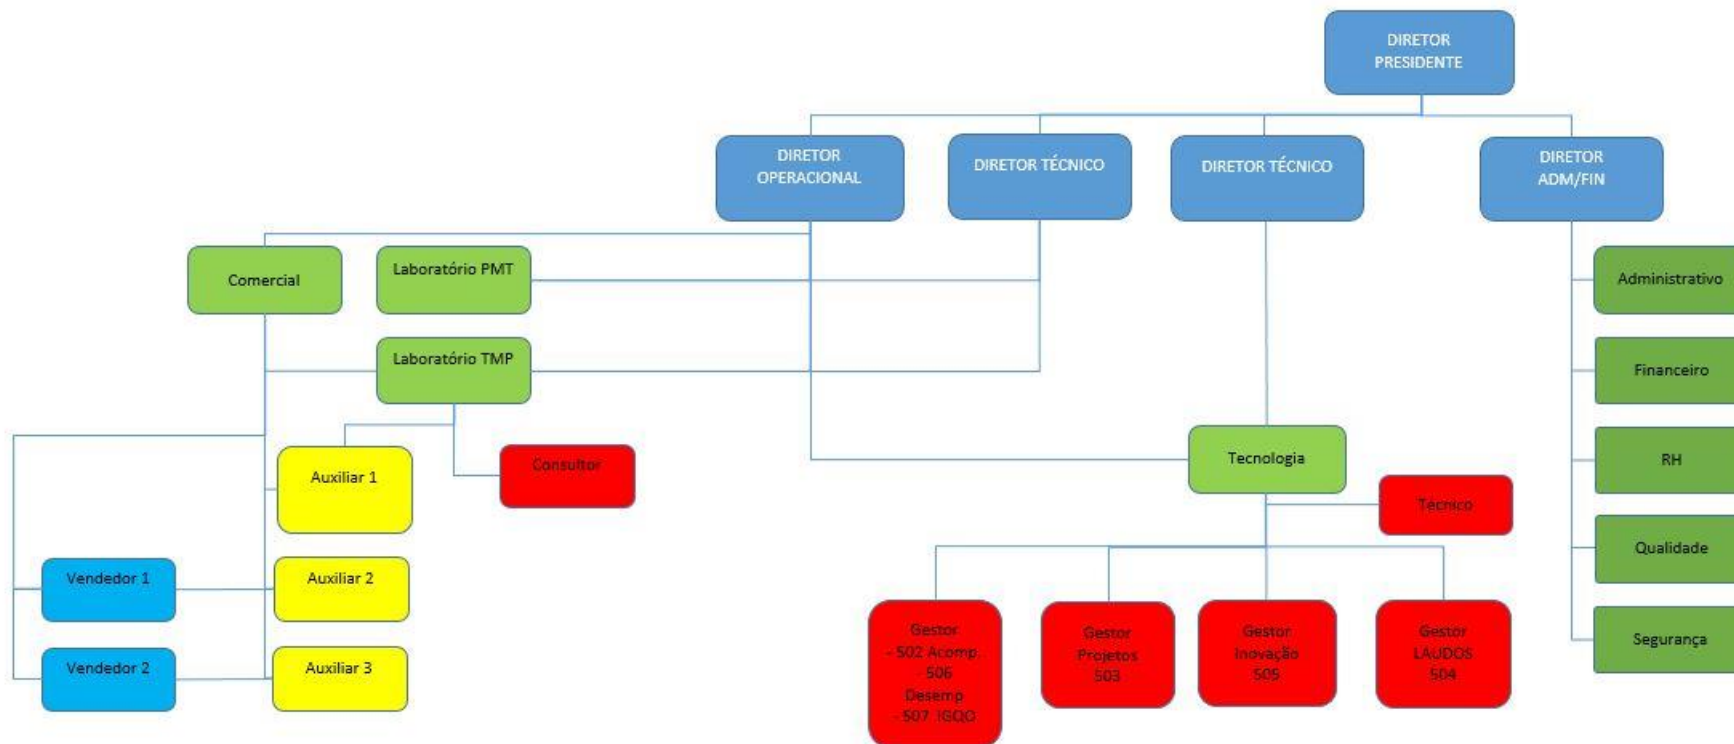 DIRETOR
PRESIDENTE
DIRETOR
OPERACIONAL
DIRETOR TÉCNICO
DIRETOR TÉCNICO
DIRETOR
ADM/FIN
Comercial
Laboratório PMT
Administrativo
Laboratório TMP
Financeiro
Auxiliar 1
Consultor
Tecnologia
RH
Técnico
Vendedor 1
Auxiliar 2
Qualidade
Vendedor 2
Auxiliar 3
Gestor
- 502 Acomp.
- 506
Desemp
- 507 IGQO
Gestor
Projetos
503
Gestor
Inovação
505
Gestor
LAUDOS
504
Segurança